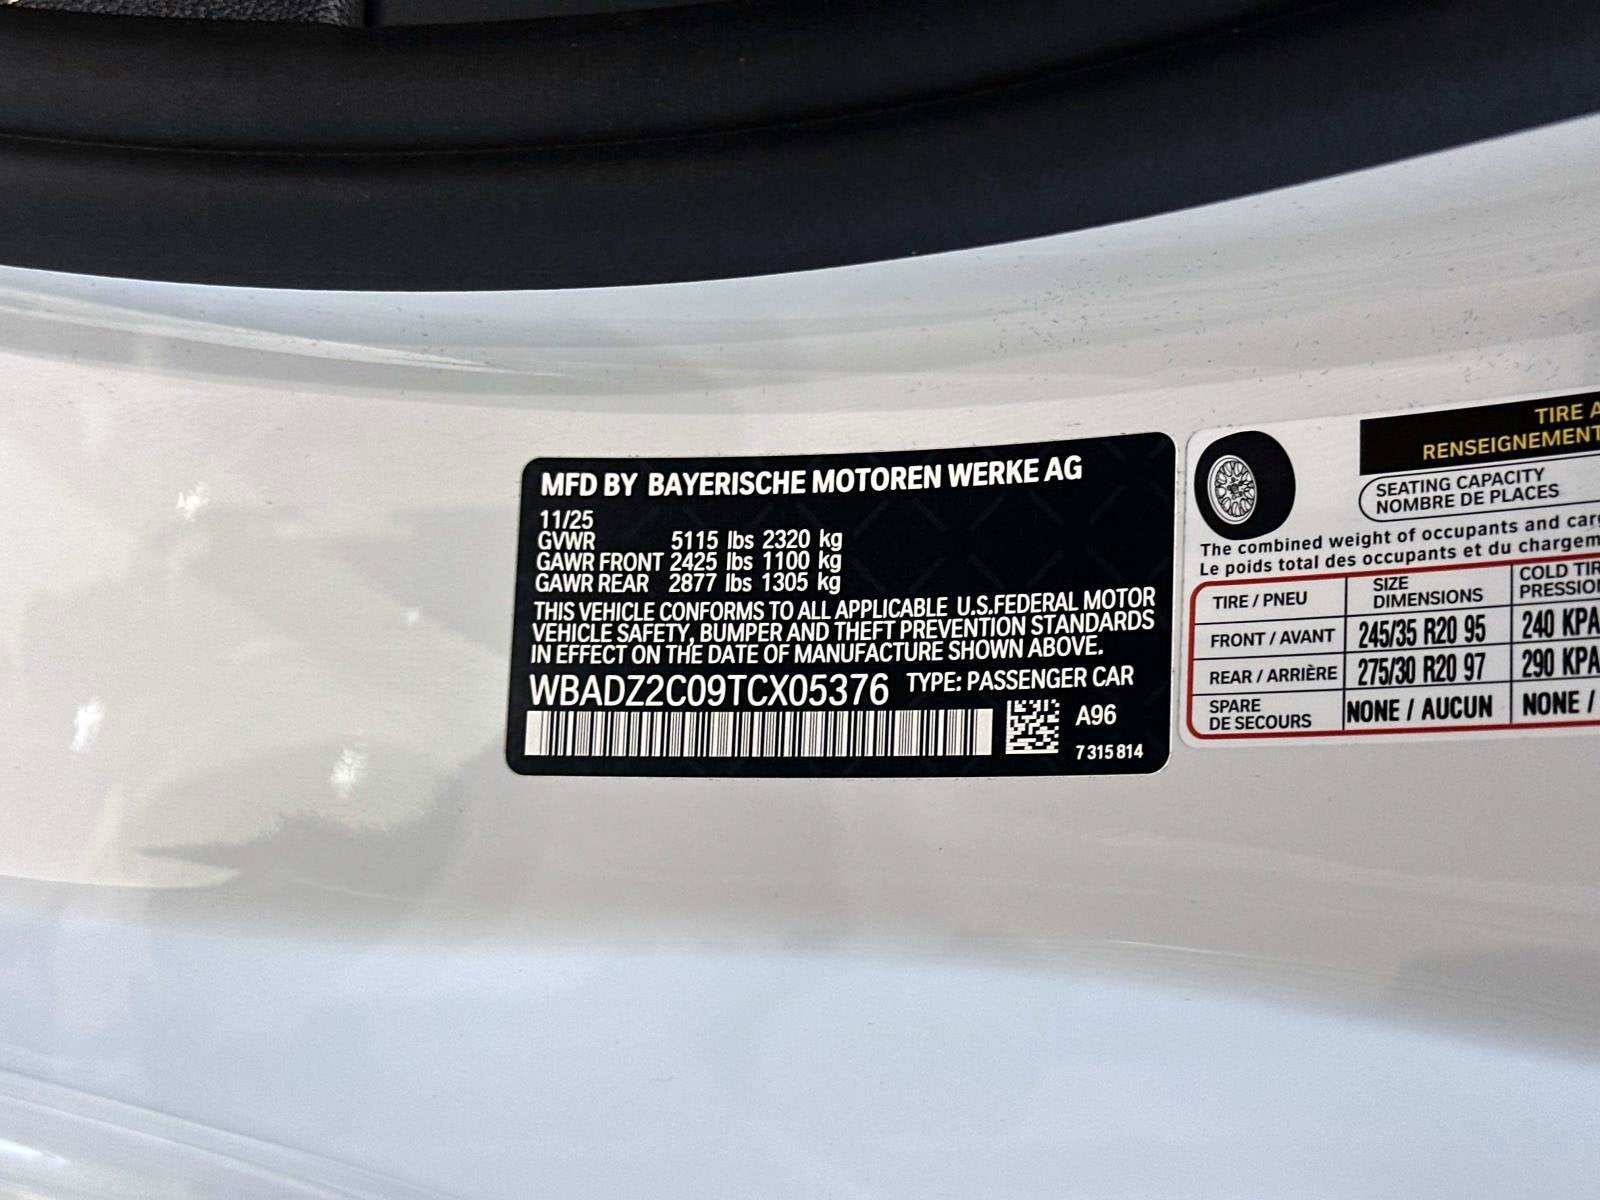 MFD BY BAYERISCHE MOTOREN WERKE AG
11/25
GVWR 5115 lbs 2320 kg
GAWR FRONT 2425 lbs 1100 kg
GAWR REAR 2877 lbs 1305 kg
THIS VEHICLE CONFORMS TO ALL APPLICABLE U.S.FEDERAL MOTOR
VEHICLE SAFETY, BUMPER AND THEFT PREVENTION STANDARDS
IN EFFECT ON THE DATE OF MANUFACTURE SHOWN ABOVE.
WBADZ2C09TCX05376 TYPE: PASSENGER CAR
A96
7 315 814
TIRE A
RENSEIGNEMENT
SEATING CAPACITY
NOMBRE DE PLACES
The combined weight of occupants and carg
Le poids total des occupants et du chargem
TIRE / PNEU SIZE DIMENSIONS COLD TIR PRESSION
FRONT / AVANT 245/35 R20 95 240 KPA
REAR / ARRIÈRE 275/30 R20 97 290 KPA
SPARE DE SECOURS NONE / AUCUN NONE /